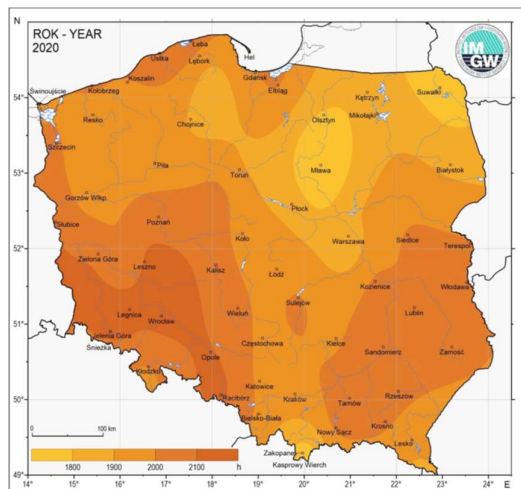 N
ROK - YEAR
2020
IM
GW
Łeba
Ustka
Lębork
Hel
Koszalin
Gdańsk
Kołobrzeg
Elbląg
Świnoujście
54°
Kętrzyn
Suwałki
Resko
Chojnice
Olsztyn
Mikołajki
Szczecin
Piła
Toruń
Mława
Białystok
53°
Gorzów Wlkp.
Płock
Słubice
Poznań
Koło
Warszawa
Siedlce
Terespol
52°
Zielona Góra
Leszno
Kalisz
Łódź
Kozienice
Włodawa
Sulejów
Legnica
Wrocław
Wieluń
Lublin
51°
Jelenia Góra
Śnieżka
Opole
Częstochowa
Kielce
Sandomierz
Zamość
Kłodzko
Katowice
Racibórz
Kraków
Tarnów
Rzeszów
50°
Bielsko-Biała
Nowy Sącz
Krosno
Lesko
Zakopane
Kasprowy Wierch
0 100 km
1800 1900 2000 2100 h
49°
14° 15° 16° 17° 18° 19° 20° 21° 22° 23° 24° E